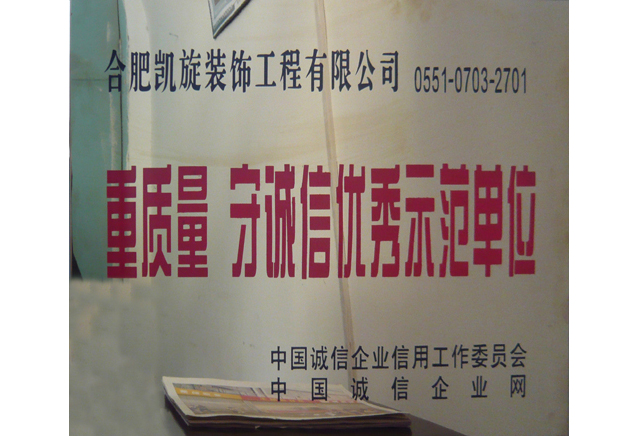 合肥凯旋装饰工程有限公司 0551-0703-2701
重质量 守诚信优秀示范单位
中国诚信企业信用工作委员会
中国诚信企业网